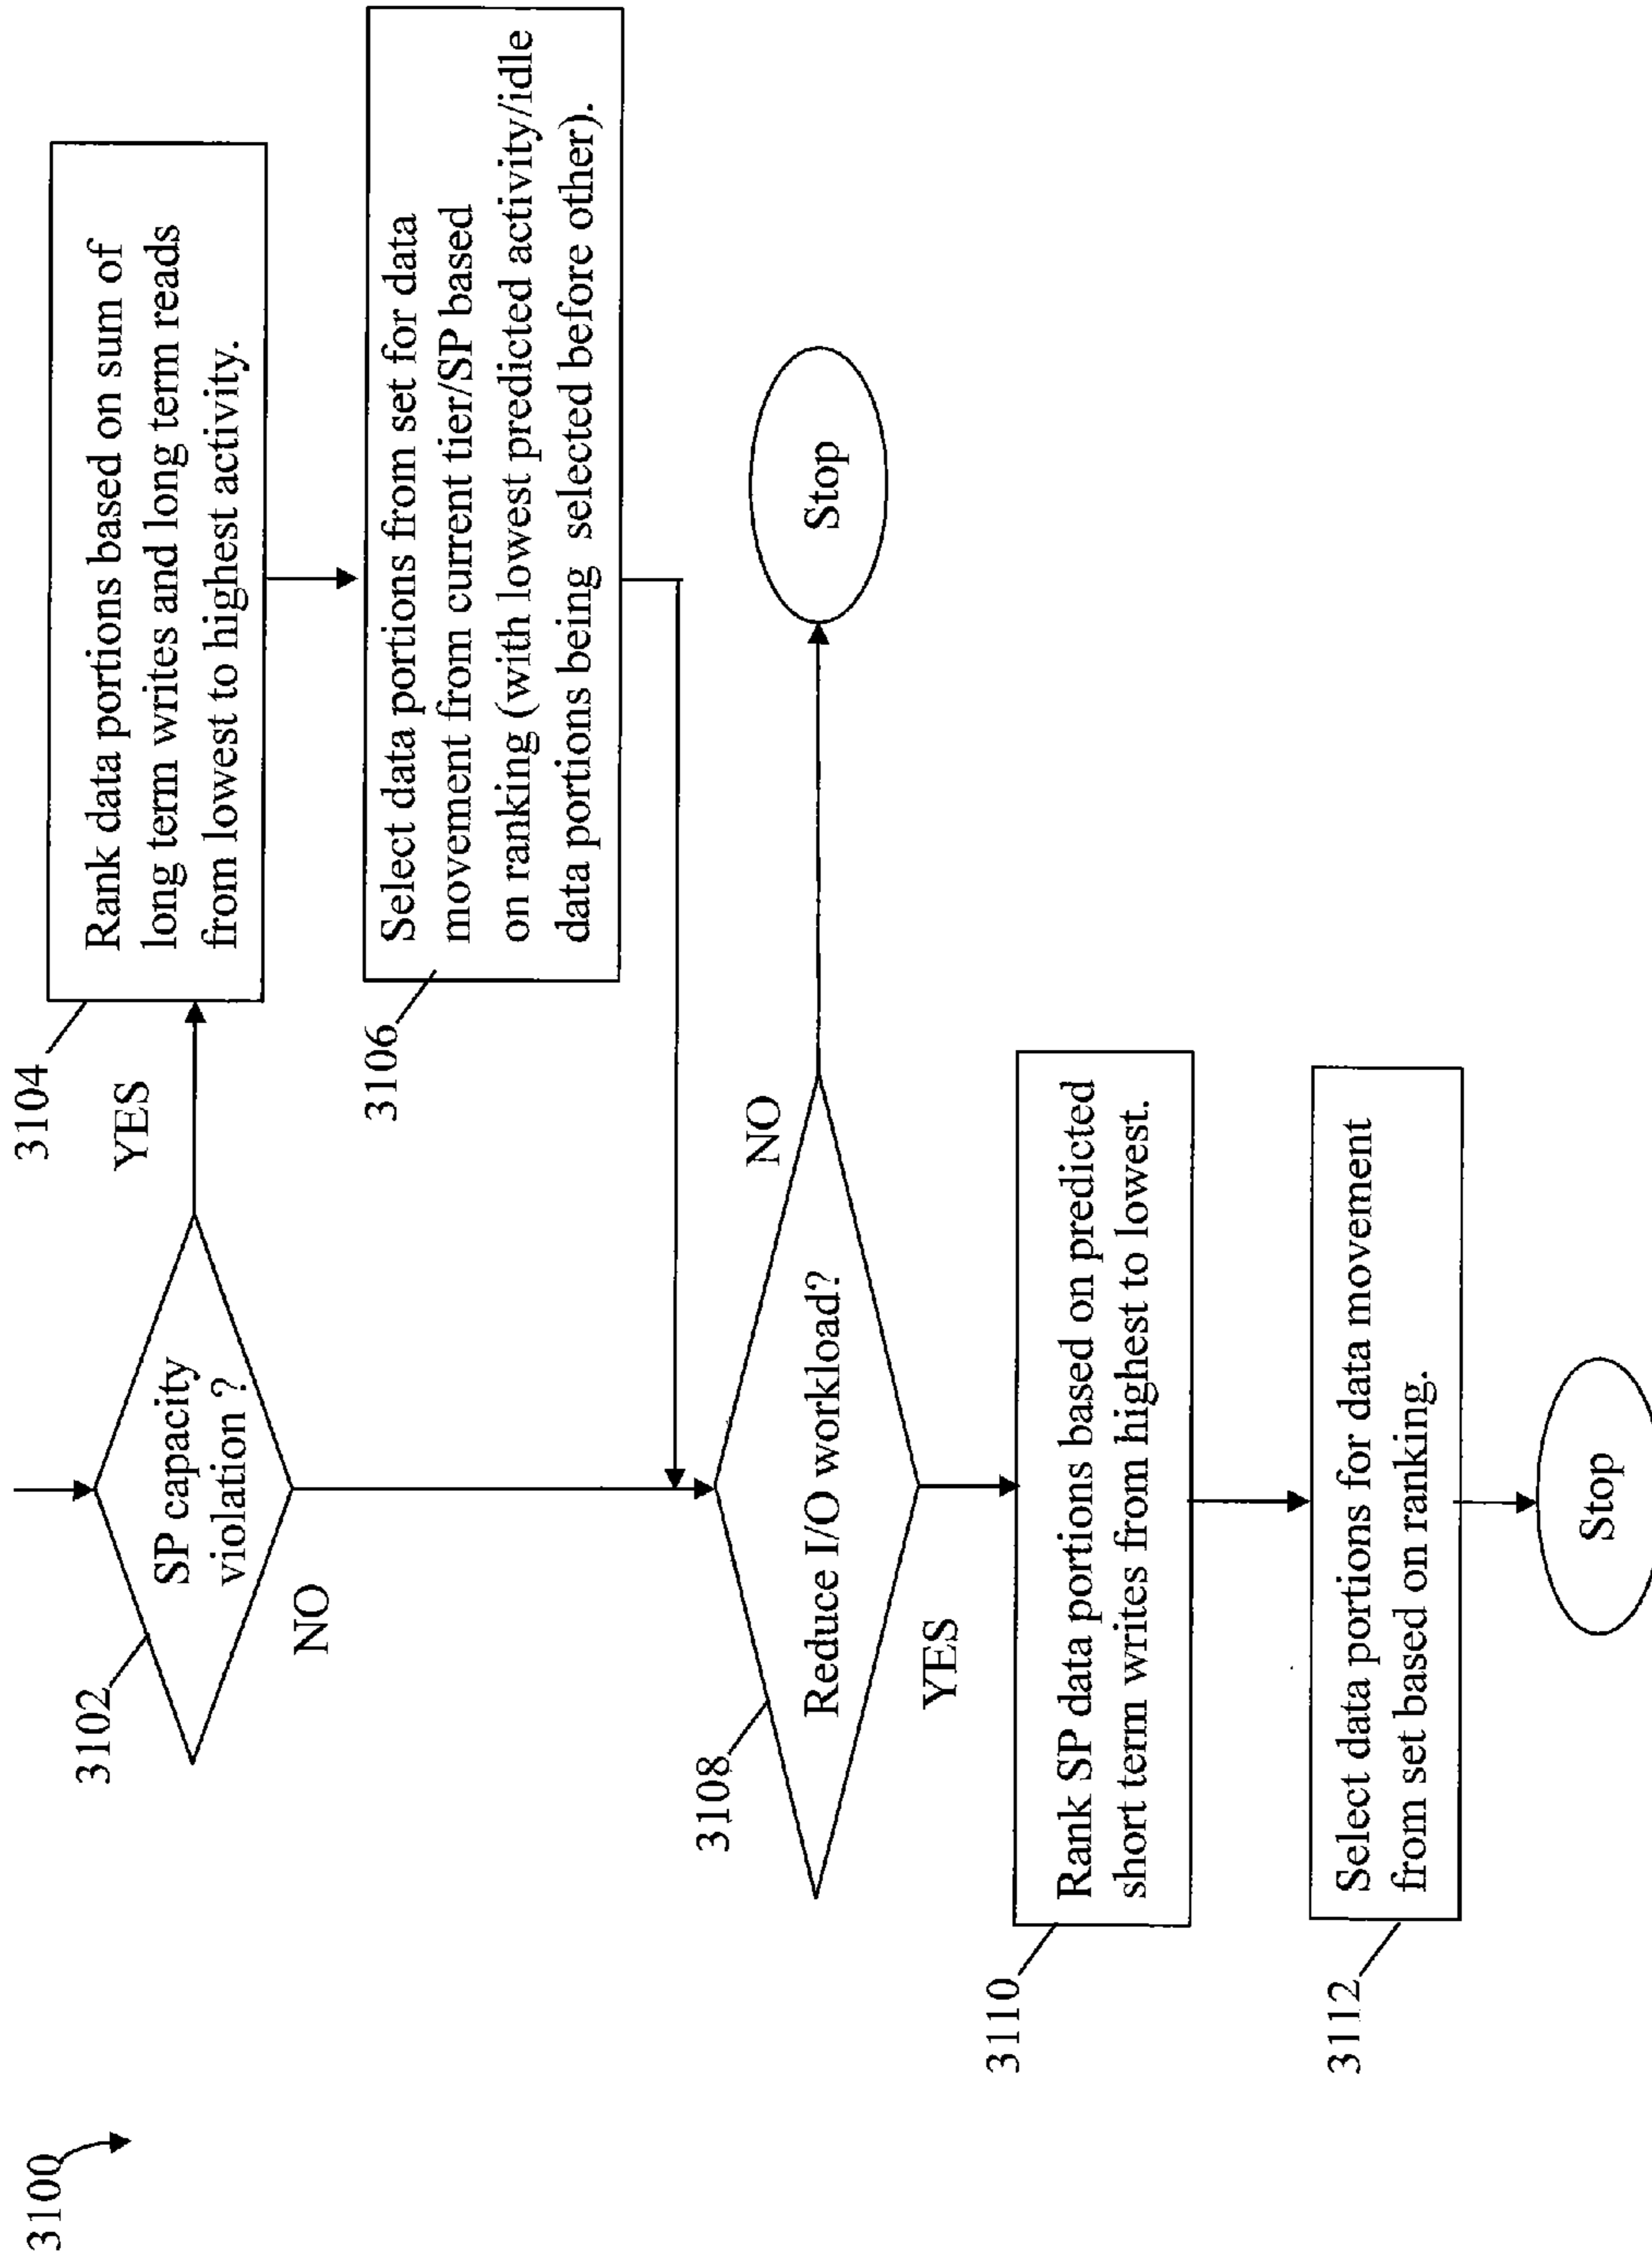 3100
3102
SP capacity
violation ?
YES
NO
3104
Rank data portions based on sum of
long term writes and long term reads
from lowest to highest activity.
3106
Select data portions from set for data
movement from current tier/SP based
on ranking (with lowest predicted activity/idle
data portions being selected before other).
3108
Reduce I/O workload?
NO
Stop
YES
3110
Rank SP data portions based on predicted
short term writes from highest to lowest.
3112
Select data portions for data movement
from set based on ranking.
Stop